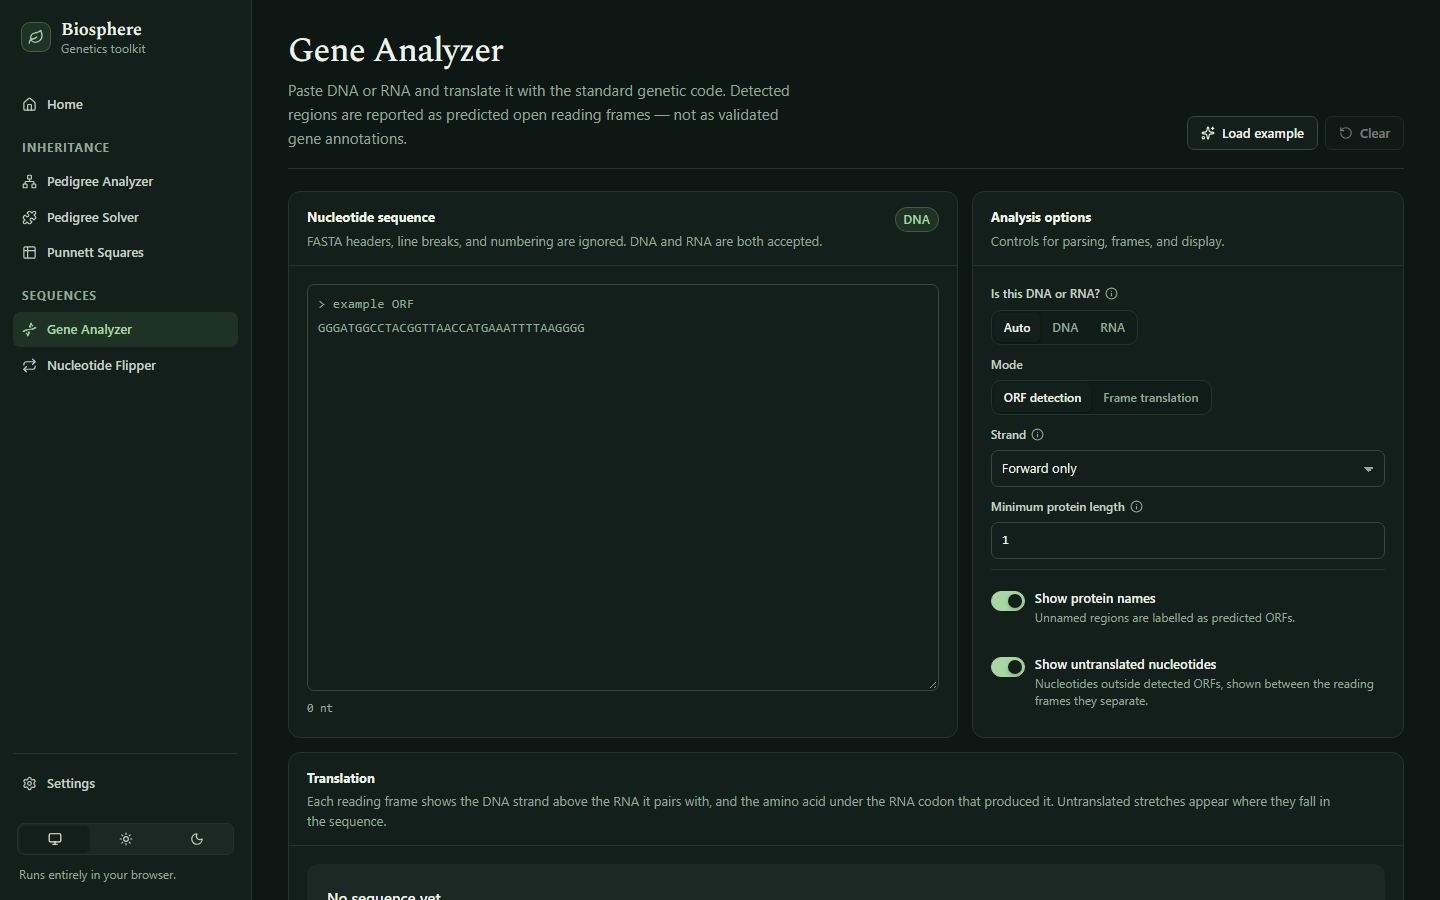 Biosphere
Genetics toolkit
Home
INHERITANCE
Pedigree Analyzer
Pedigree Solver
Punnett Squares
SEQUENCES
Gene Analyzer
Nucleotide Flipper
Settings
Runs entirely in your browser.
Gene Analyzer
Paste DNA or RNA and translate it with the standard genetic code. Detected
regions are reported as predicted open reading frames — not as validated
gene annotations.
Load example
Clear
Nucleotide sequence
DNA
FASTA headers, line breaks, and numbering are ignored. DNA and RNA are both accepted.
> example ORF
GGGATGGCCTACGGTTAACCATGAAATTTTAAGGGG
0 nt
Analysis options
Controls for parsing, frames, and display.
Is this DNA or RNA?
Auto DNA RNA
Mode
ORF detection Frame translation
Strand
Forward only
Minimum protein length
1
Show protein names
Unnamed regions are labelled as predicted ORFs.
Show untranslated nucleotides
Nucleotides outside detected ORFs, shown between the reading
frames they separate.
Translation
Each reading frame shows the DNA strand above the RNA it pairs with, and the amino acid under the RNA codon that produced it. Untranslated stretches appear where they fall in
the sequence.
No sequence yet